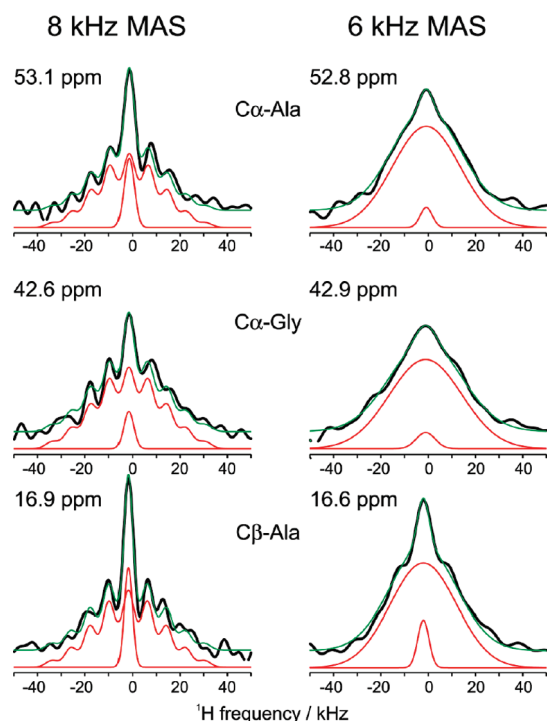 8 kHz MAS 6 kHz MAS
53.1 ppm 52.8 ppm
Cα-Ala
-40 -20 0 20 40 -40 -20 0 20 40
42.6 ppm 42.9 ppm
Cα-Gly
-40 -20 0 20 40 -40 -20 0 20 40
16.9 ppm 16.6 ppm
Cβ-Ala
-40 -20 0 20 40 -40 -20 0 20 40
¹H frequency / kHz